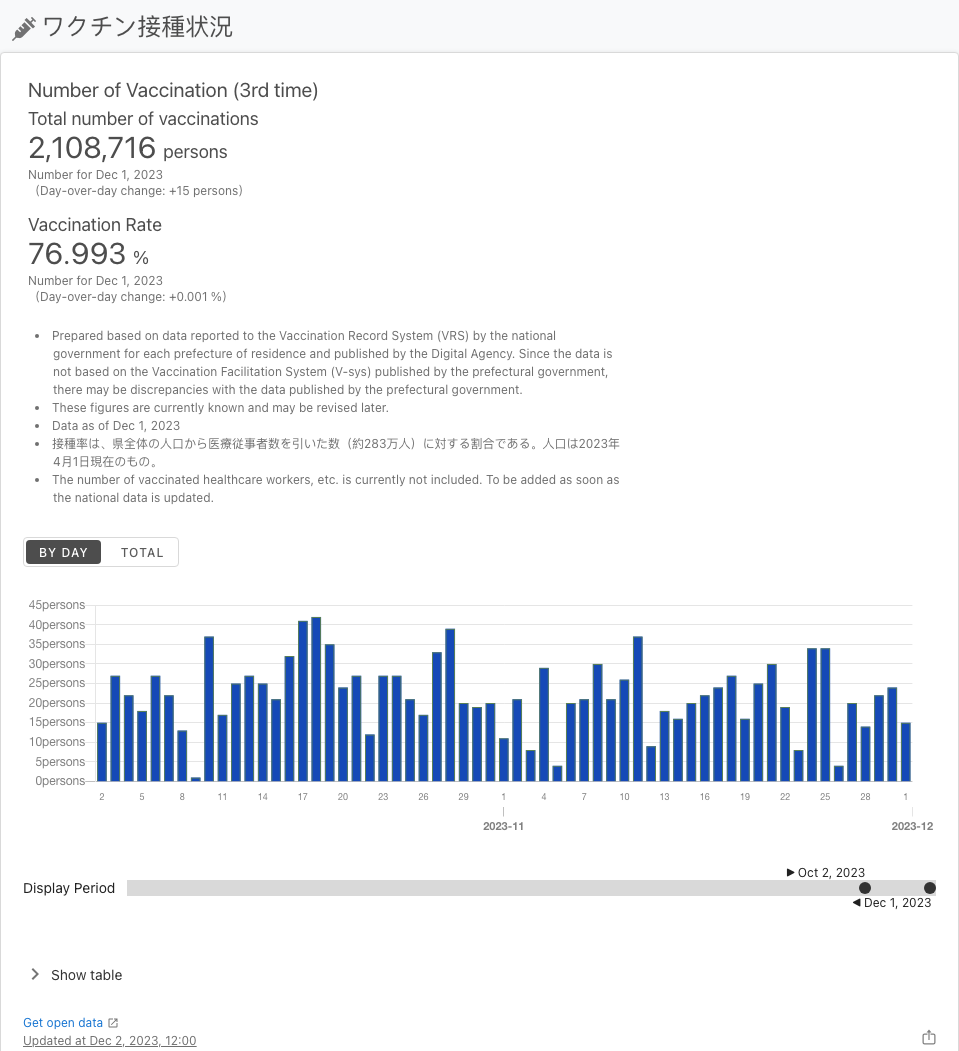 ワクチン接種状況
Number of Vaccination (3rd time)
Total number of vaccinations
2,108,716 persons
Number for Dec 1, 2023
(Day-over-day change: +15 persons)
Vaccination Rate
76.993 %
Number for Dec 1, 2023
(Day-over-day change: +0.001 %)
• Prepared based on data reported to the Vaccination Record System (VRS) by the national
government for each prefecture of residence and published by the Digital Agency. Since the data is
not based on the Vaccination Facilitation System (V-sys) published by the prefectural government,
there may be discrepancies with the data published by the prefectural government.
• These figures are currently known and may be revised later.
• Data as of Dec 1, 2023
• 接種率は、県全体の人口から医療従事者数を引いた数（約283万人）に対する割合である。人口は2023年
4月1日現在のもの。
• The number of vaccinated healthcare workers, etc. is currently not included. To be added as soon as
the national data is updated.
BY DAY TOTAL
45persons
40persons
35persons
30persons
25persons
20persons
15persons
10persons
5persons
0persons
2 5 8 11 14 17 20 23 26 29 1 4 7 10 13 16 19 22 25 28 1
2023-11 2023-12
Oct 2, 2023
Display Period
Dec 1, 2023
Show table
Get open data
Updated at Dec 2, 2023, 12:00